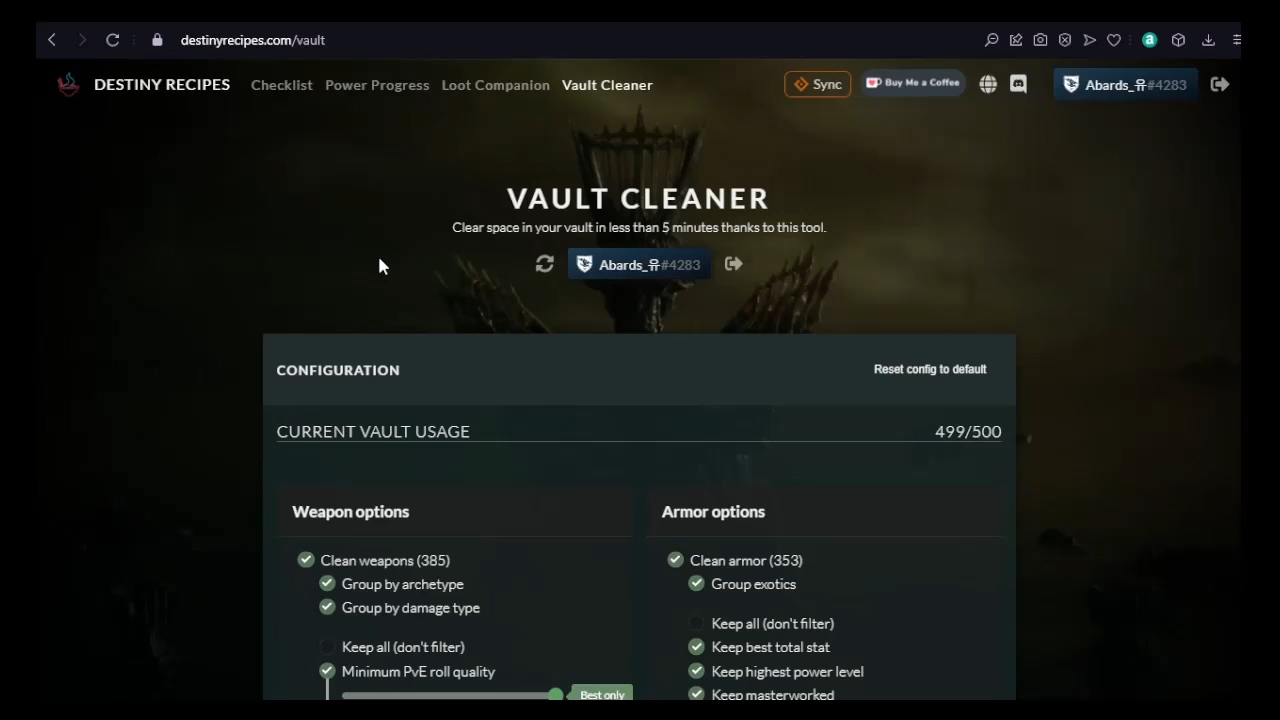 destinyrecipes.com/vault
DESTINY RECIPES Checklist Power Progress Loot Companion Vault Cleaner Sync Buy Me a Coffee Abards_유#4283
VAULT CLEANER
Clear space in your vault in less than 5 minutes thanks to this tool.
Abards_유#4283
CONFIGURATION Reset config to default
CURRENT VAULT USAGE 499/500
Weapon options
Clean weapons (385)
Group by archetype
Group by damage type
Keep all (don't filter)
Minimum PvE roll quality
Best only
Armor options
Clean armor (353)
Group exotics
Keep all (don't filter)
Keep best total stat
Keep highest power level
Keep masterworked